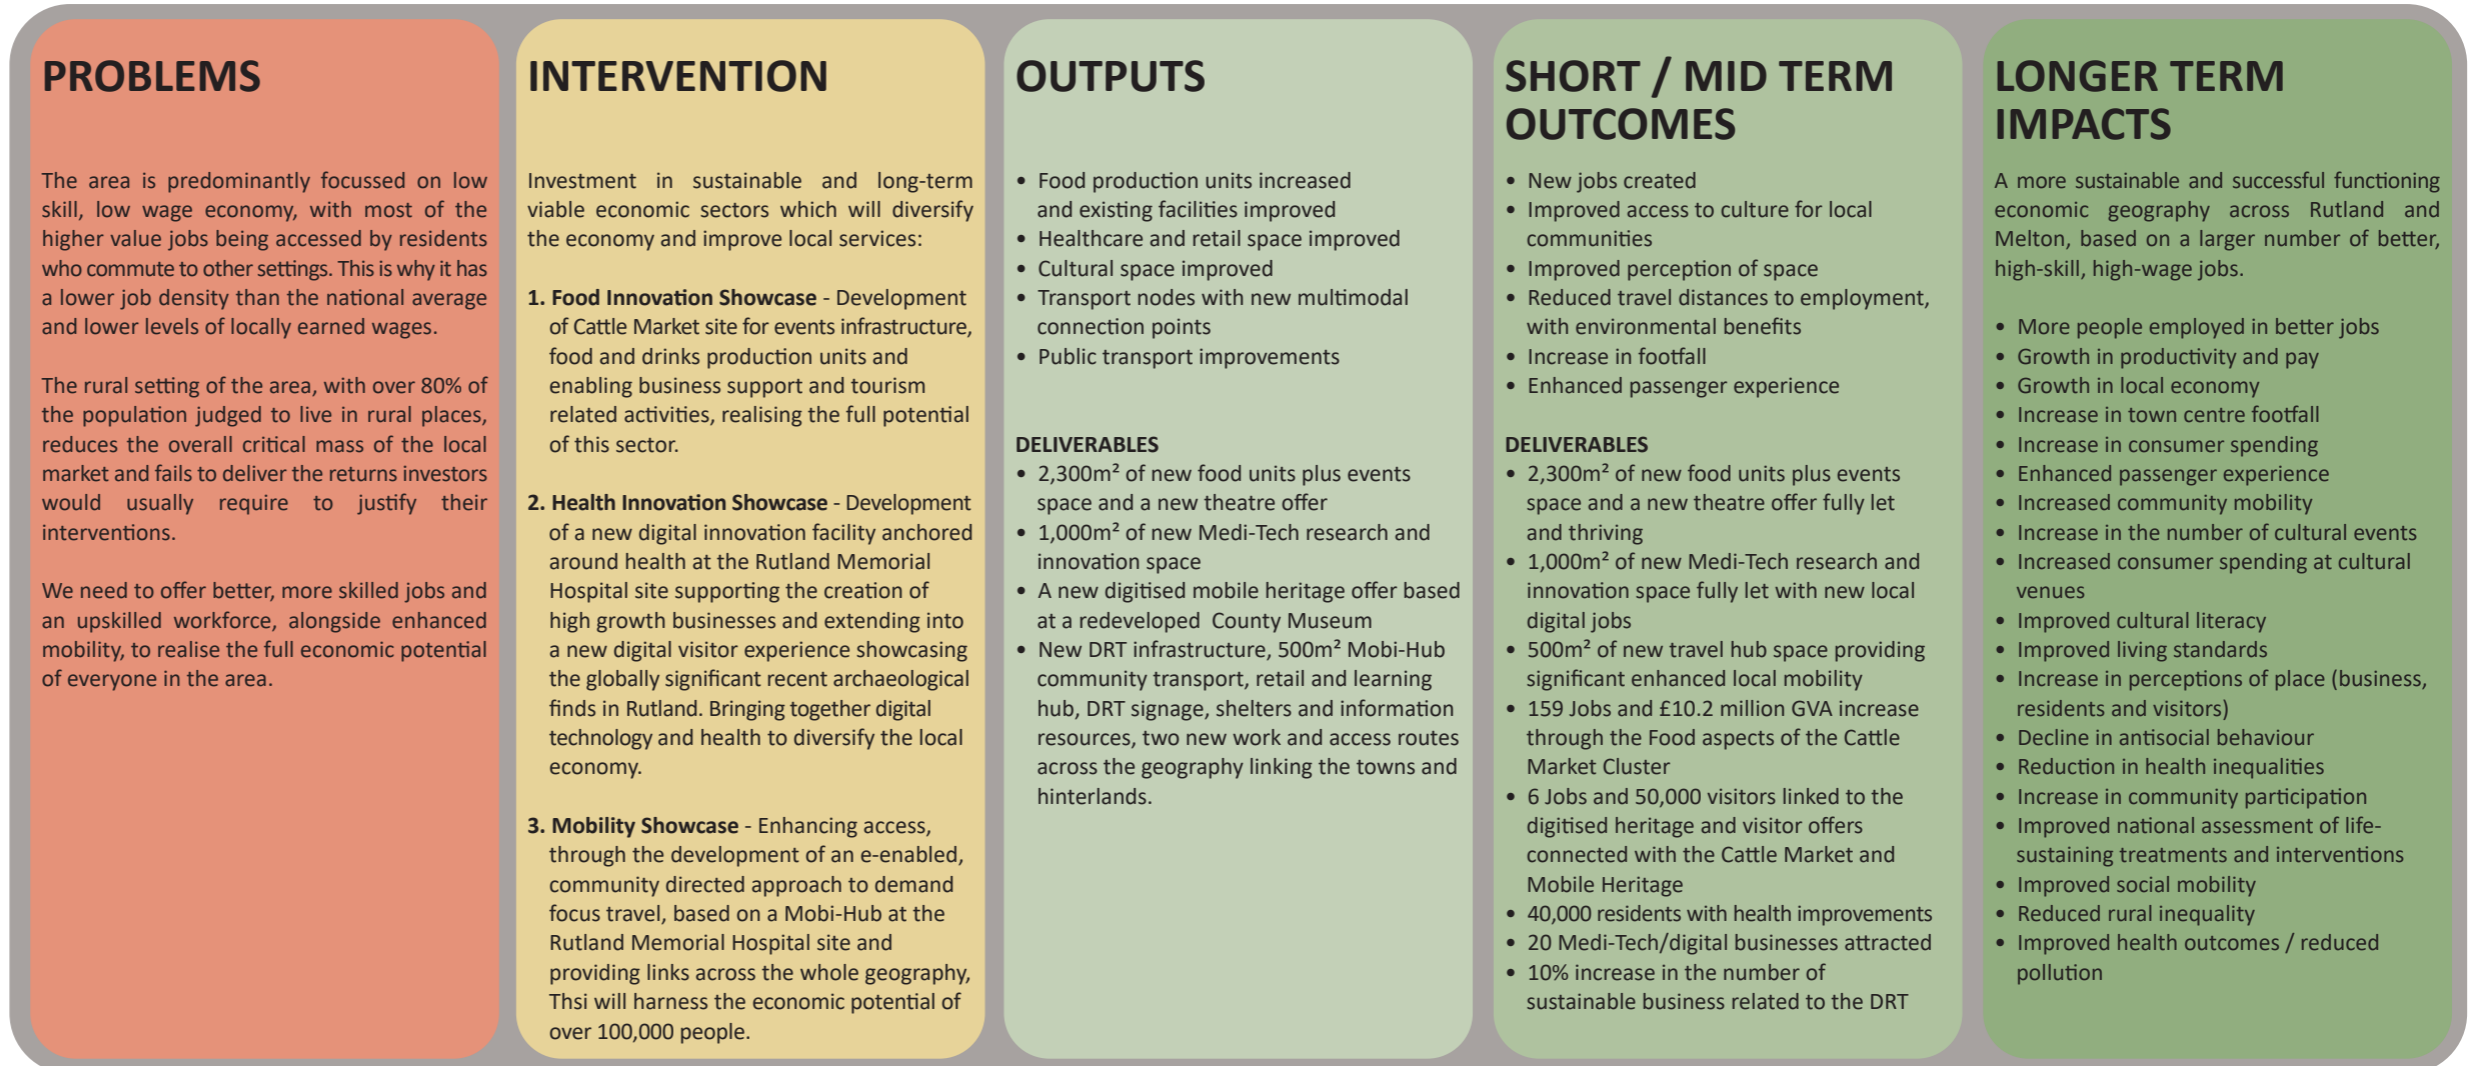 PROBLEMS
The area is predominantly focussed on low
skill, low wage economy, with most of the
higher value jobs being accessed by residents
who commute to other settings. This is why it has
a lower job density than the national average
and lower levels of locally earned wages.
The rural setting of the area, with over 80% of
the population judged to live in rural places,
reduces the overall critical mass of the local
market and fails to deliver the returns investors
would usually require to justify their
interventions.
We need to offer better, more skilled jobs and
an upskilled workforce, alongside enhanced
mobility, to realise the full economic potential
of everyone in the area.
INTERVENTION
Investment in sustainable and long-term
viable economic sectors which will diversify
the economy and improve local services:
1. Food Innovation Showcase - Development
of Cattle Market site for events infrastructure,
food and drinks production units and
enabling business support and tourism
related activities, realising the full potential
of this sector.
2. Health Innovation Showcase - Development
of a new digital innovation facility anchored
around health at the Rutland Memorial
Hospital site supporting the creation of
high growth businesses and extending into
a new digital visitor experience showcasing
the globally significant recent archaeological
finds in Rutland. Bringing together digital
technology and health to diversify the local
economy.
3. Mobility Showcase - Enhancing access,
through the development of an e-enabled,
community directed approach to demand
focus travel, based on a Mobi-Hub at the
Rutland Memorial Hospital site and
providing links across the whole geography,
Thsi will harness the economic potential of
over 100,000 people.
OUTPUTS
• Food production units increased
and existing facilities improved
• Healthcare and retail space improved
• Cultural space improved
• Transport nodes with new multimodal
connection points
• Public transport improvements
DELIVERABLES
• 2,300m² of new food units plus events
space and a new theatre offer
• 1,000m² of new Medi-Tech research and
innovation space
• A new digitised mobile heritage offer based
at a redeveloped County Museum
• New DRT infrastructure, 500m² Mobi-Hub
community transport, retail and learning
hub, DRT signage, shelters and information
resources, two new work and access routes
across the geography linking the towns and
hinterlands.
SHORT / MID TERM
OUTCOMES
• New jobs created
• Improved access to culture for local
communities
• Improved perception of space
• Reduced travel distances to employment,
with environmental benefits
• Increase in footfall
• Enhanced passenger experience
DELIVERABLES
• 2,300m² of new food units plus events
space and a new theatre offer fully let
and thriving
• 1,000m² of new Medi-Tech research and
innovation space fully let with new local
digital jobs
• 500m² of new travel hub space providing
significant enhanced local mobility
• 159 Jobs and £10.2 million GVA increase
through the Food aspects of the Cattle
Market Cluster
• 6 Jobs and 50,000 visitors linked to the
digitised heritage and visitor offers
connected with the Cattle Market and
Mobile Heritage
• 40,000 residents with health improvements
• 20 Medi-Tech/digital businesses attracted
• 10% increase in the number of
sustainable business related to the DRT
LONGER TERM
IMPACTS
A more sustainable and successful functioning
economic geography across Rutland and
Melton, based on a larger number of better,
high-skill, high-wage jobs.
• More people employed in better jobs
• Growth in productivity and pay
• Growth in local economy
• Increase in town centre footfall
• Increase in consumer spending
• Enhanced passenger experience
• Increased community mobility
• Increase in the number of cultural events
• Increased consumer spending at cultural
venues
• Improved cultural literacy
• Improved living standards
• Increase in perceptions of place (business,
residents and visitors)
• Decline in antisocial behaviour
• Reduction in health inequalities
• Increase in community participation
• Improved national assessment of life-
sustaining treatments and interventions
• Improved social mobility
• Reduced rural inequality
• Improved health outcomes / reduced
pollution